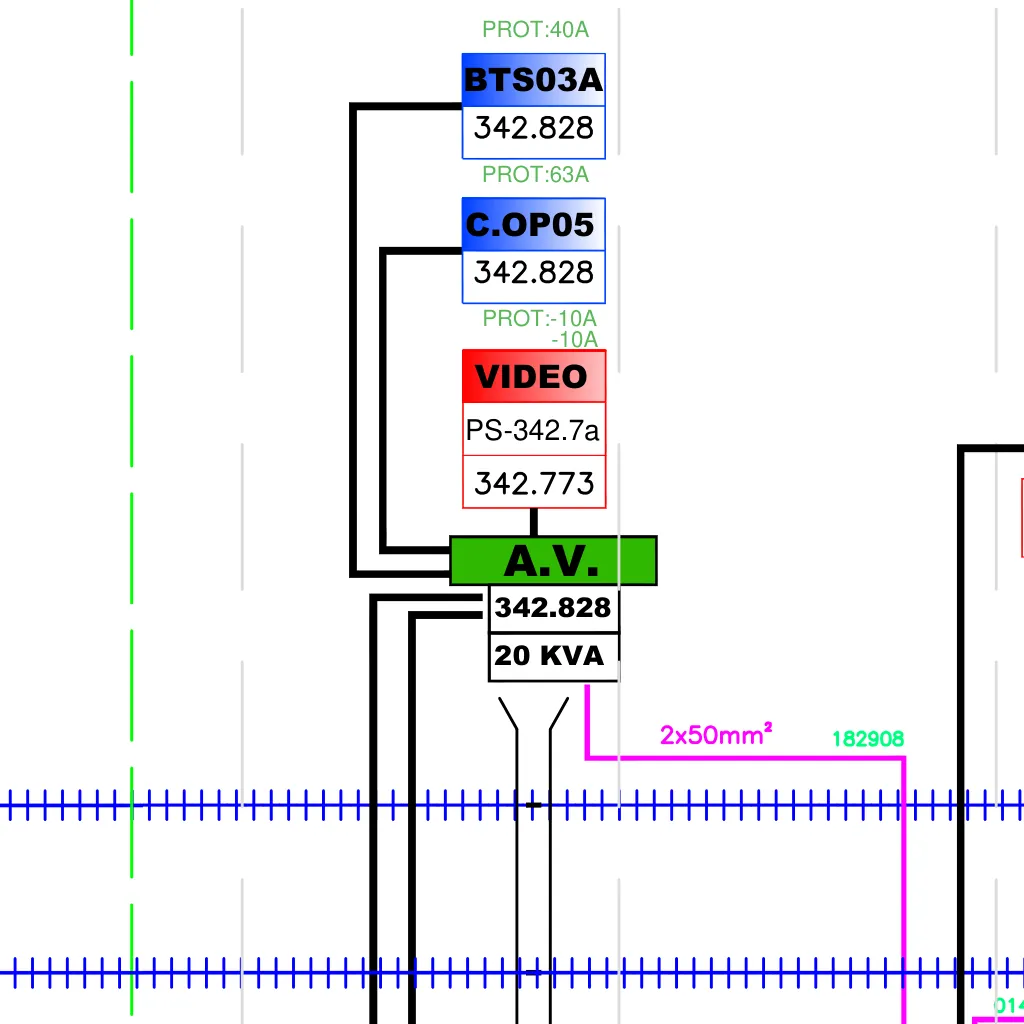 PROT:40A
BTS03A
342.828
PROT:63A
C.OP05
342.828
PROT:-10A
-10A
VIDEO
PS-342.7a
342.773
A.V.
342.828
20 KVA
2x50mm²
182908